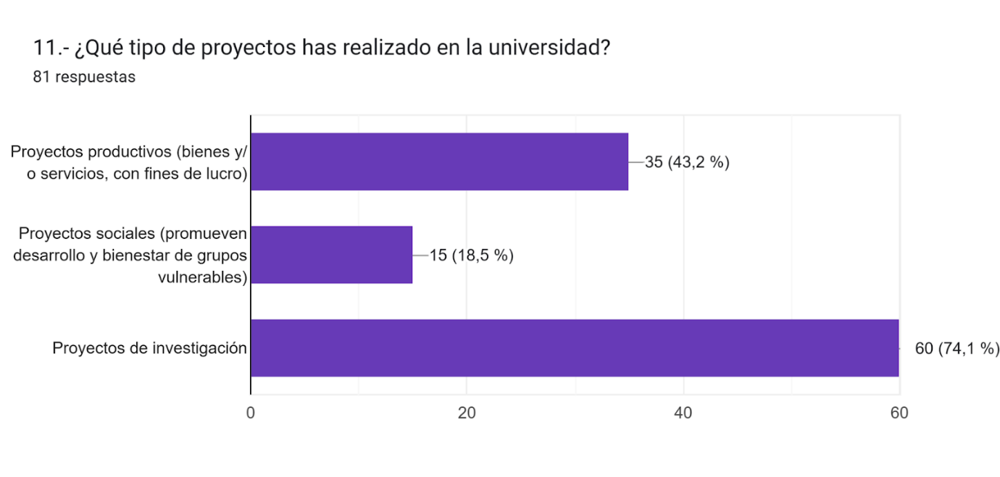 11.- ¿Qué tipo de proyectos has realizado en la universidad?
81 respuestas
Proyectos productivos (bienes y/
o servicios, con fines de lucro)
35 (43,2 %)
Proyectos sociales (promueven
desarrollo y bienestar de grupos
vulnerables)
15 (18,5 %)
Proyectos de investigación
60 (74,1 %)
0
20
40
60